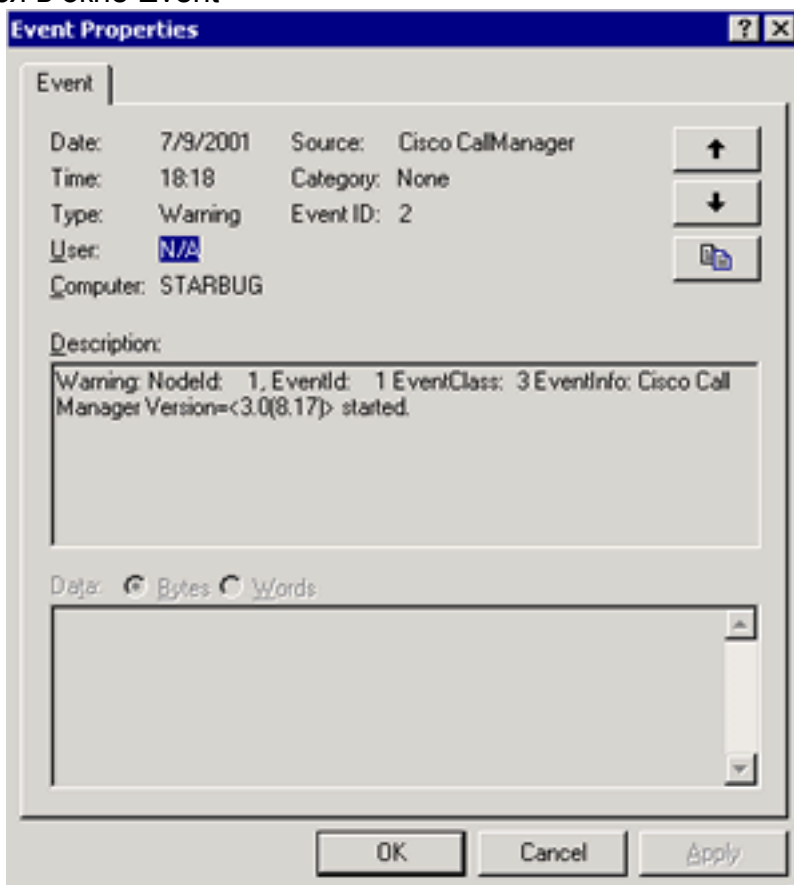 в окне Event
Event Properties
Event
Date: 7/9/2001 Source: Cisco CallManager
Time: 18:18 Category: None
Type: Warning Event ID: 2
User: N/A
Computer: STARBUG
Description:
Warning: NodeId: 1, EventId: 1 EventClass: 3 EventInfo: Cisco Call
Manager Version=<3.0(8.17)> started.
Data: Bytes Words
OK Cancel Apply